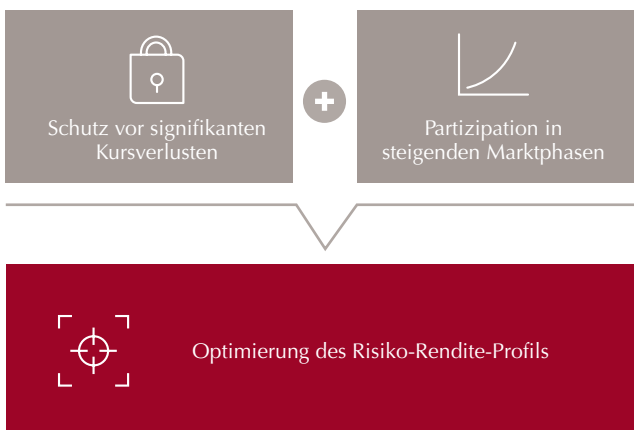 Schutz vor signifikanten
Kursverlusten
Partizipation in
steigenden Marktphasen
Optimierung des Risiko-Rendite-Profils